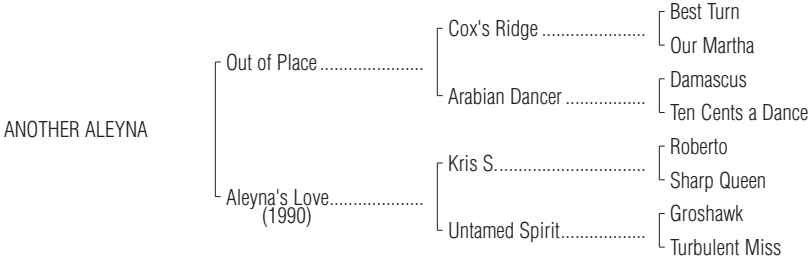 Best Turn
Cox's Ridge ......................
Our Martha
Out of Place ......................
Damascus
Arabian Dancer .................
Ten Cents a Dance
ANOTHER ALEYNA
Roberto
Kris S. ...............................
Sharp Queen
Aleyna's Love....................
(1990)
Groshawk
Untamed Spirit..................
Turbulent Miss